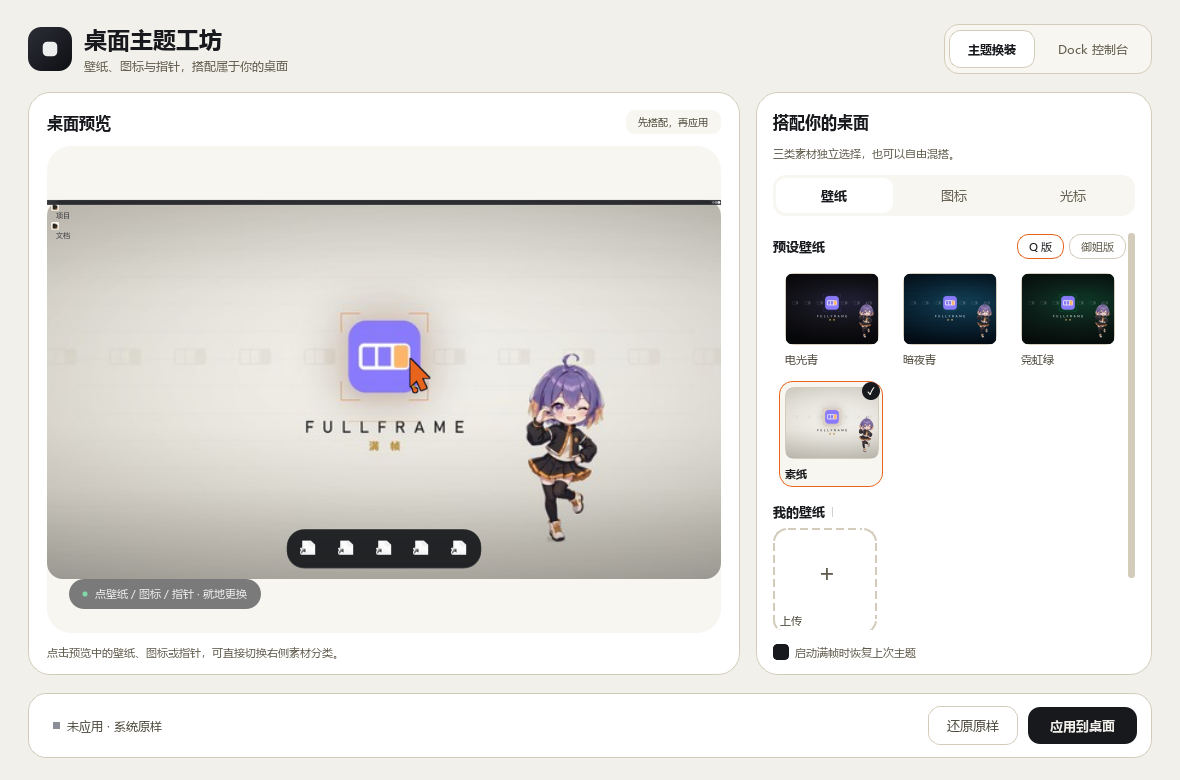 桌面主题工坊
壁纸、图标与指针，搭配属于你的桌面
主题换装
Dock 控制台
桌面预览
先搭配，再应用
项目
文档
FULLFRAME
满 帧
点壁纸 / 图标 / 指针 · 就地更换
点击预览中的壁纸、图标或指针，可直接切换右侧素材分类。
搭配你的桌面
三类素材独立选择，也可以自由混搭。
壁纸
图标
光标
预设壁纸
Q 版
御姐版
FULLFRAME
FULLFRAME
FULLFRAME
电光青
暗夜青
霓虹绿
FULLFRAME
素纸
我的壁纸
+
上传
启动满帧时恢复上次主题
未应用 · 系统原样
还原原样
应用到桌面